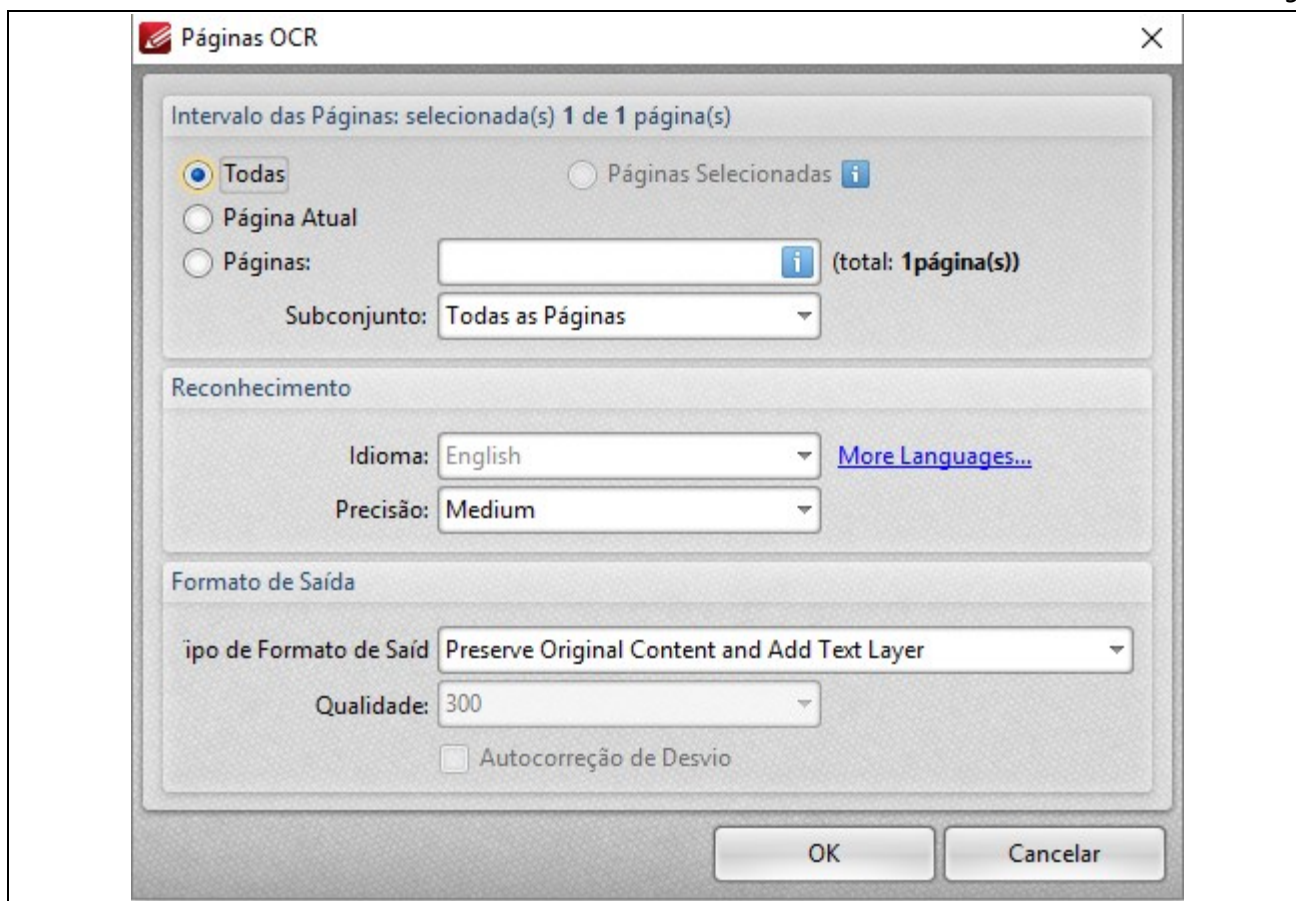 Páginas OCR
Intervalo das Páginas: selecionada(s) 1 de 1 página(s)
Todas Páginas Selecionadas
Página Atual
Páginas: (total: 1página(s))
Subconjunto: Todas as Páginas
Reconhecimento
Idioma: English More Languages...
Precisão: Medium
Formato de Saída
ipo de Formato de Saíd Preserve Original Content and Add Text Layer
Qualidade: 300
Autocorreção de Desvio
OK Cancelar